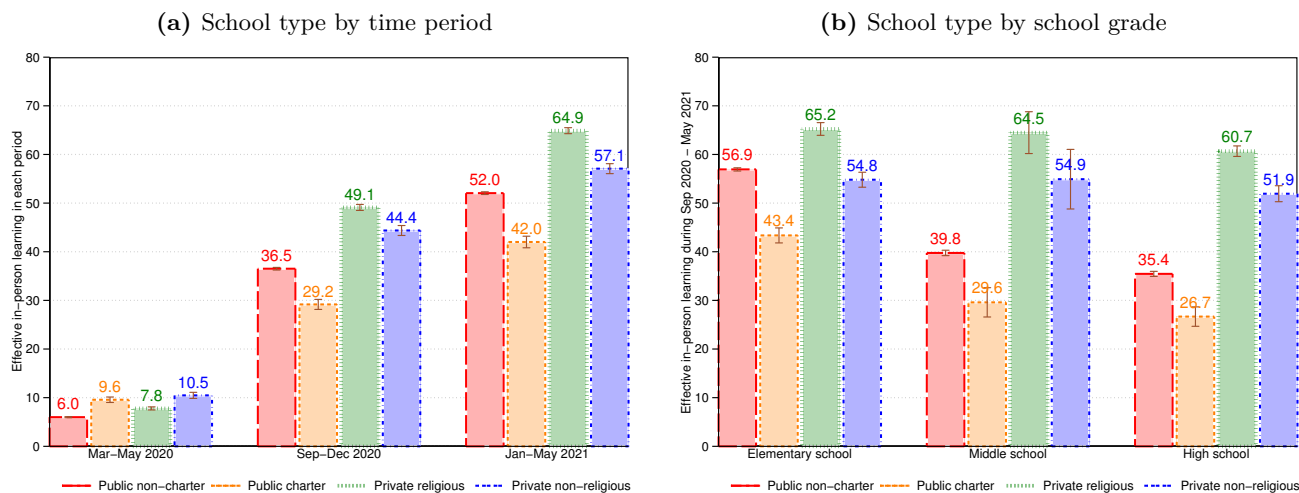 (a) School type by time period
Effective in-person learning in each period
80
70
60
50
40
30
20
10
0
6.0
9.6
7.8
10.5
36.5
29.2
49.1
44.4
52.0
42.0
64.9
57.1
Mar–May 2020
Sep–Dec 2020
Jan–May 2021
Public non-charter
Public charter
Private religious
Private non-religious
(b) School type by school grade
Effective in-person learning during Sep 2020 – May 2021
80
70
60
50
40
30
20
10
0
56.9
43.4
65.2
54.8
39.8
29.6
64.5
54.9
35.4
26.7
60.7
51.9
Elementary school
Middle school
High school
Public non-charter
Public charter
Private religious
Private non-religious